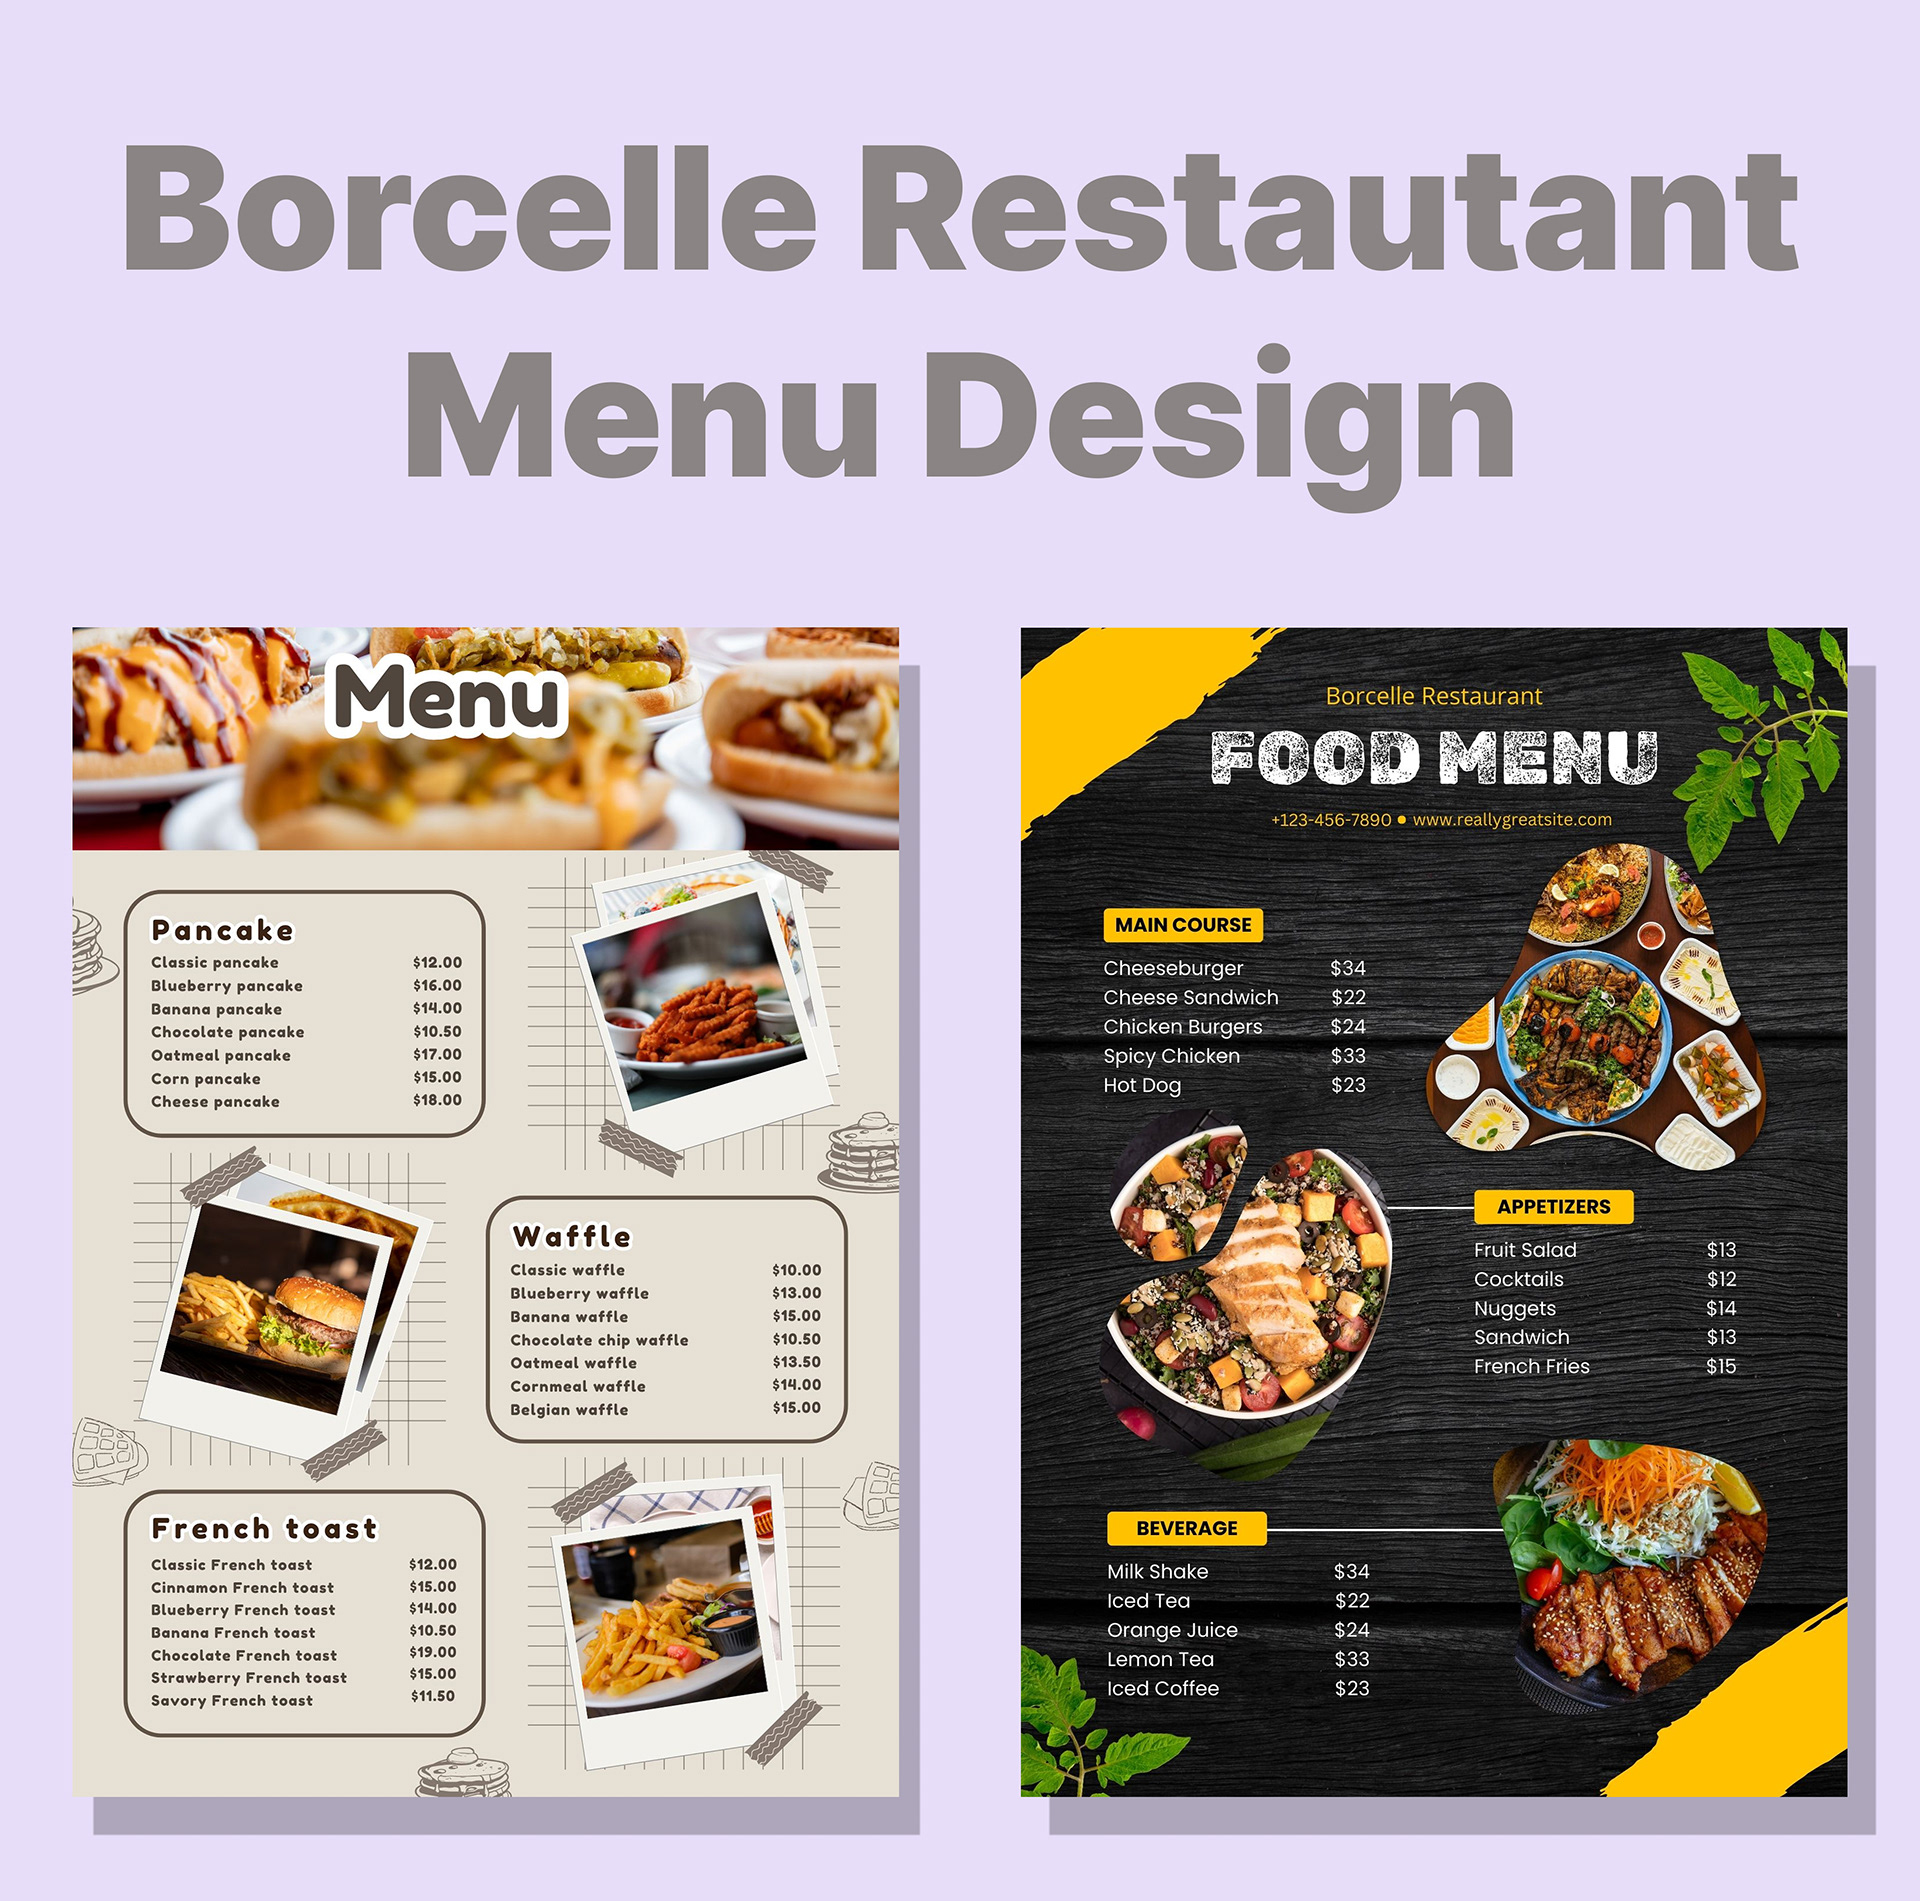 Borcelle Restautant
Menu Design
Menu
Pancake
Classic pancake $12.00
Blueberry pancake $16.00
Banana pancake $14.00
Chocolate pancake $10.50
Oatmeal pancake $17.00
Corn pancake $15.00
Cheese pancake $18.00
Waffle
Classic waffle $10.00
Blueberry waffle $13.00
Banana waffle $15.00
Chocolate chip waffle $10.50
Oatmeal waffle $13.50
Cornmeal waffle $14.00
Belgian waffle $15.00
French toast
Classic French toast $12.00
Cinnamon French toast $15.00
Blueberry French toast $14.00
Banana French toast $10.50
Chocolate French toast $19.00
Strawberry French toast $15.00
Savory French toast $11.50
Borcelle Restaurant
FOOD MENU
+123-456-7890 ● www.reallygreatsite.com
MAIN COURSE
Cheeseburger $34
Cheese Sandwich $22
Chicken Burgers $24
Spicy Chicken $33
Hot Dog $23
APPETIZERS
Fruit Salad $13
Cocktails $12
Nuggets $14
Sandwich $13
French Fries $15
BEVERAGE
Milk Shake $34
Iced Tea $22
Orange Juice $24
Lemon Tea $33
Iced Coffee $23